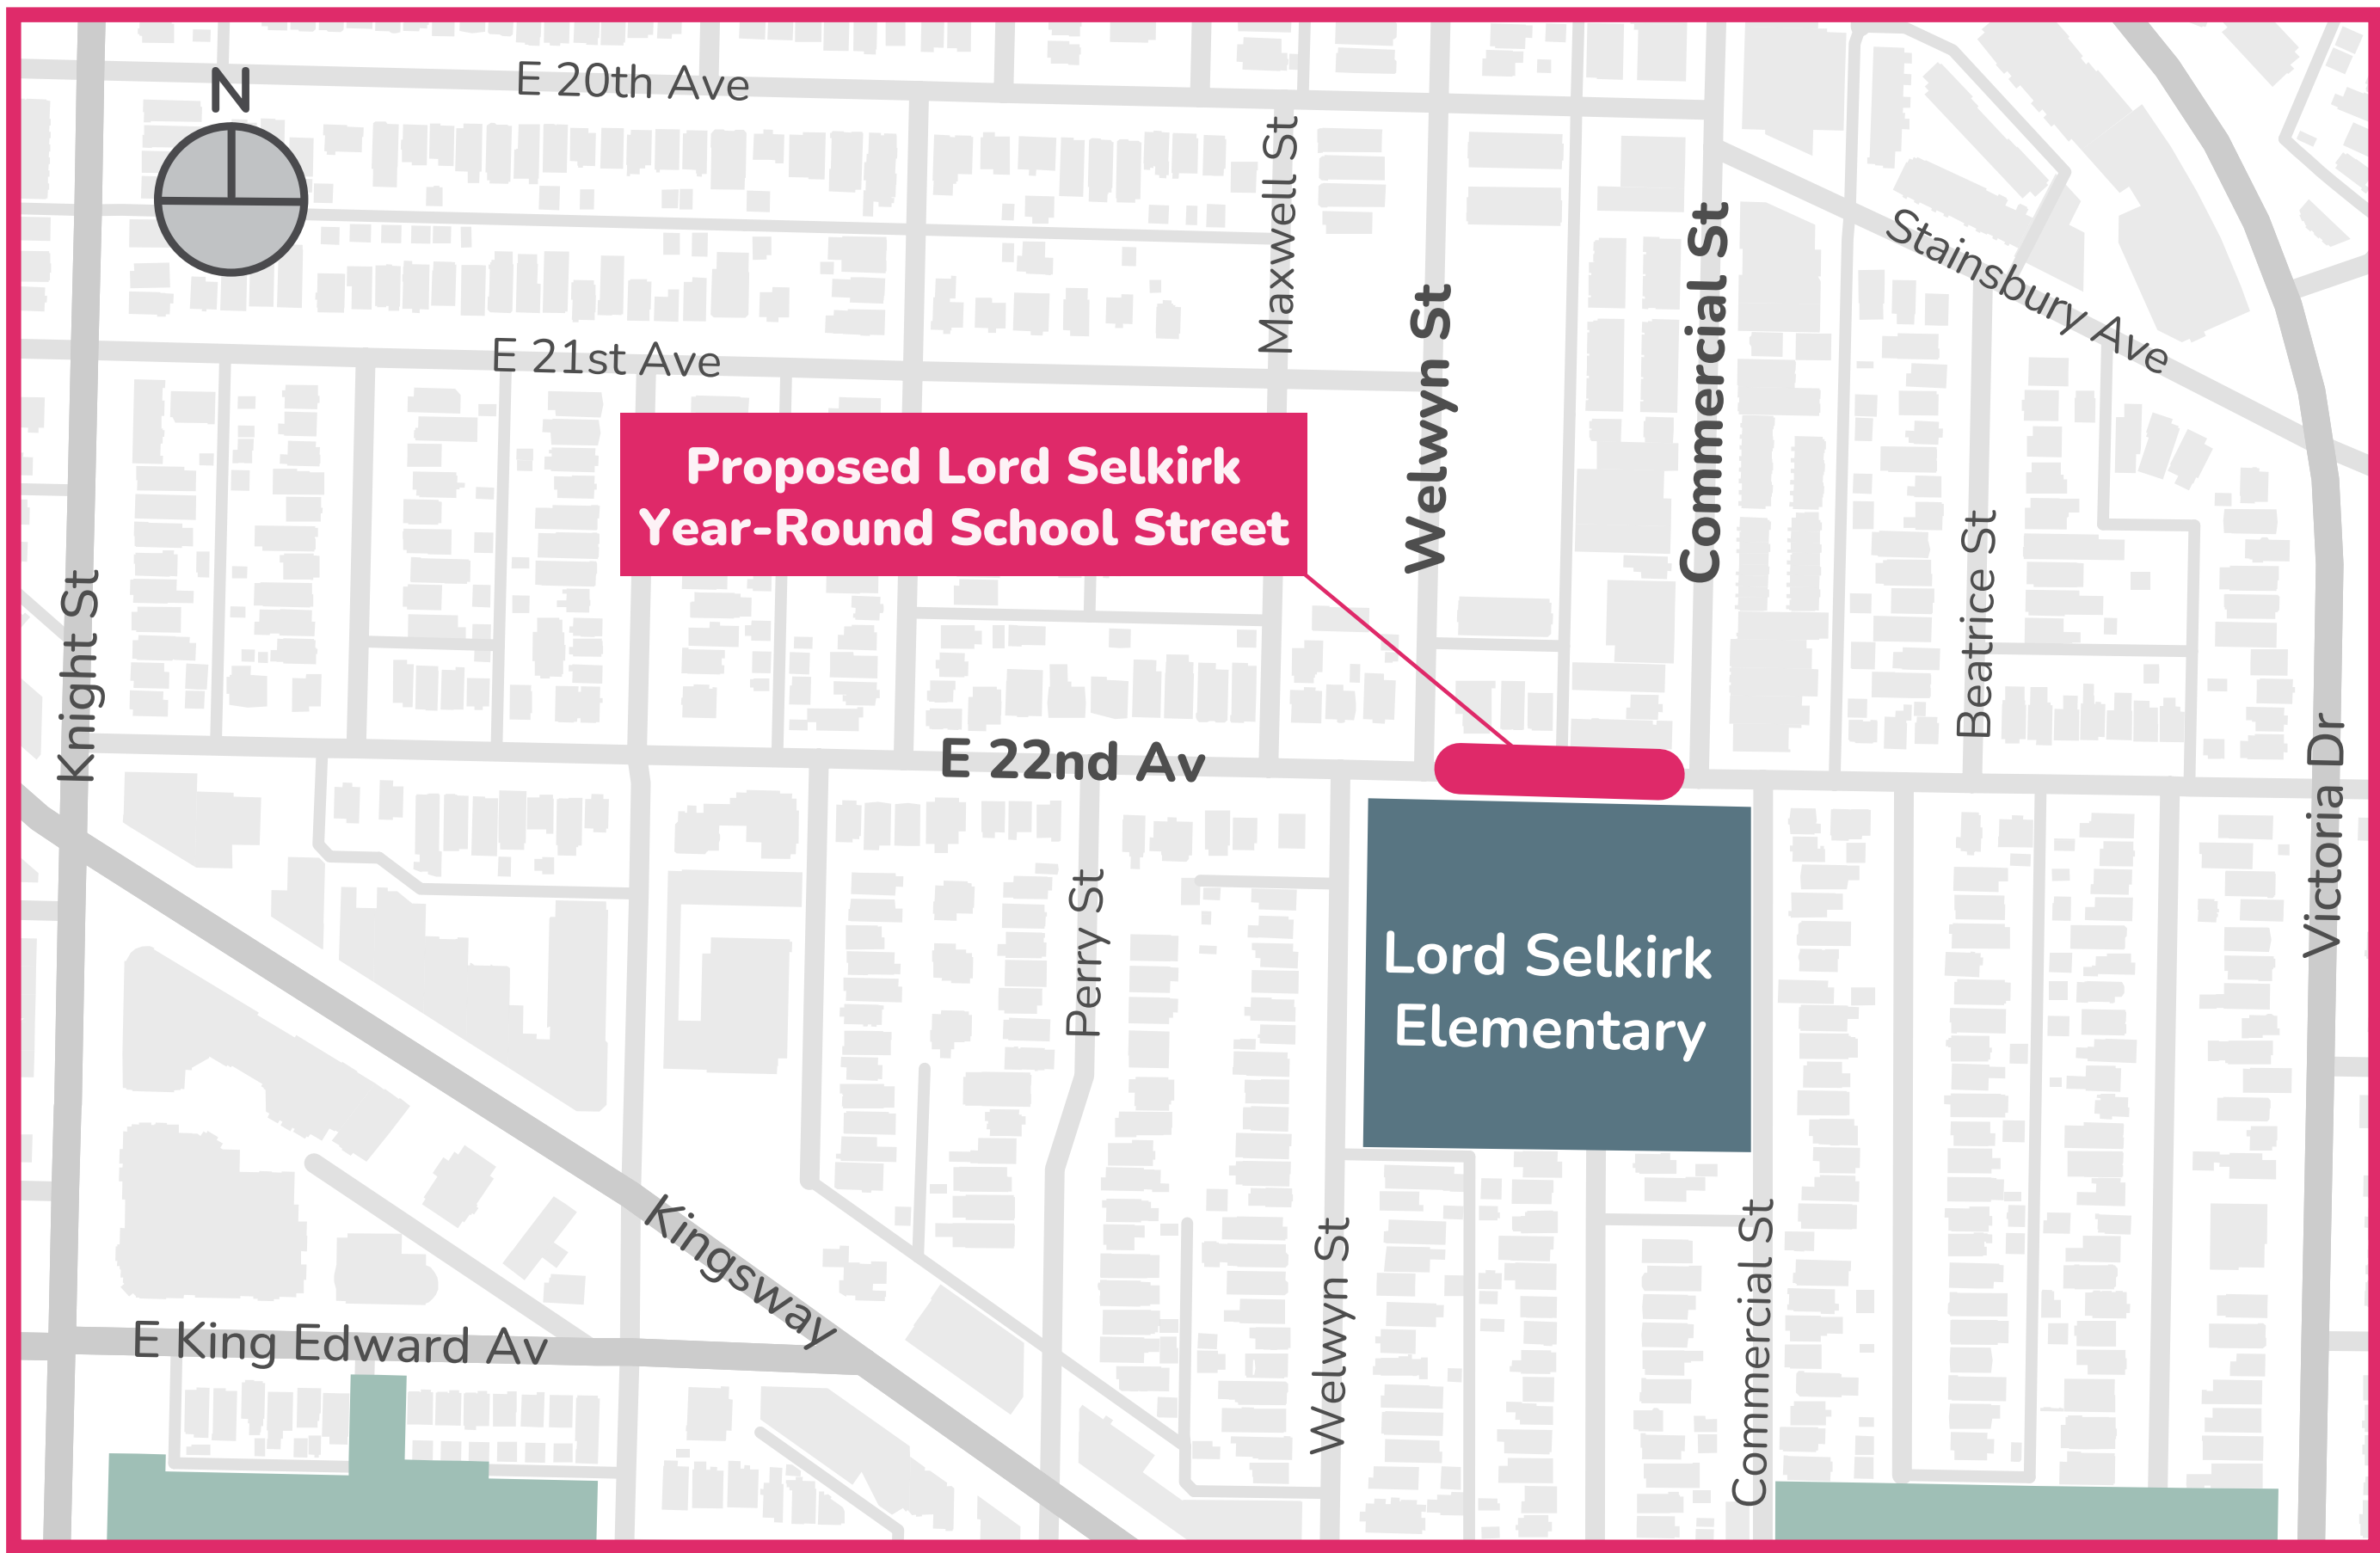 N
E 20th Ave
Maxwell St
Welwyn St
Commercial St
Stainsbury Ave
E 21st Ave
Proposed Lord Selkirk
Year-Round School Street
Knight St
Beatrice St
E 22nd Av
Victoria Dr
Perry St
Lord Selkirk
Elementary
Kingsway
Welwyn St
Commercial St
E King Edward Av